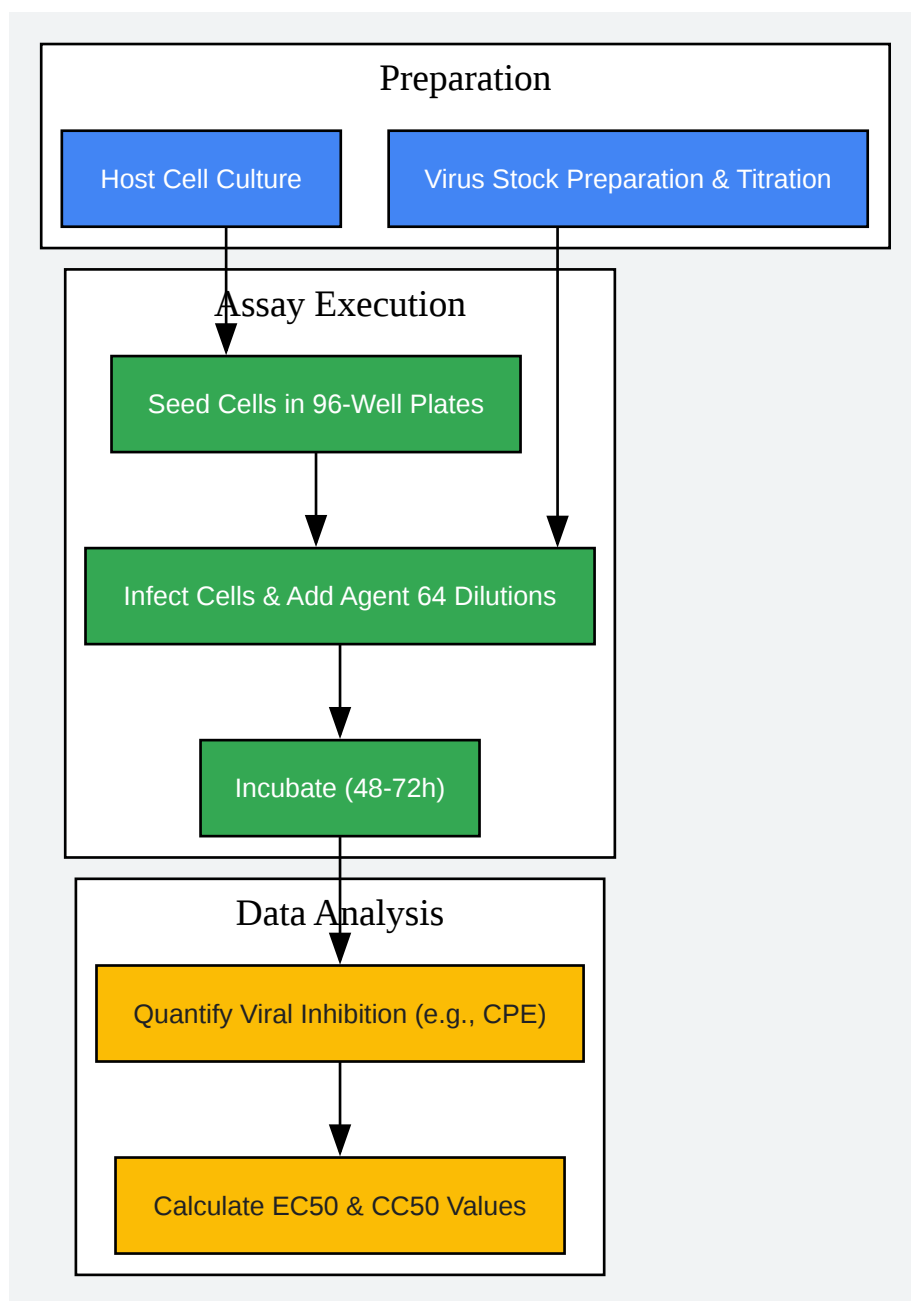 Preparation
Host Cell Culture
Virus Stock Preparation & Titration
Assay Execution
Seed Cells in 96-Well Plates
Infect Cells & Add Agent 64 Dilutions
Incubate (48-72h)
Data Analysis
Quantify Viral Inhibition (e.g., CPE)
Calculate EC50 & CC50 Values